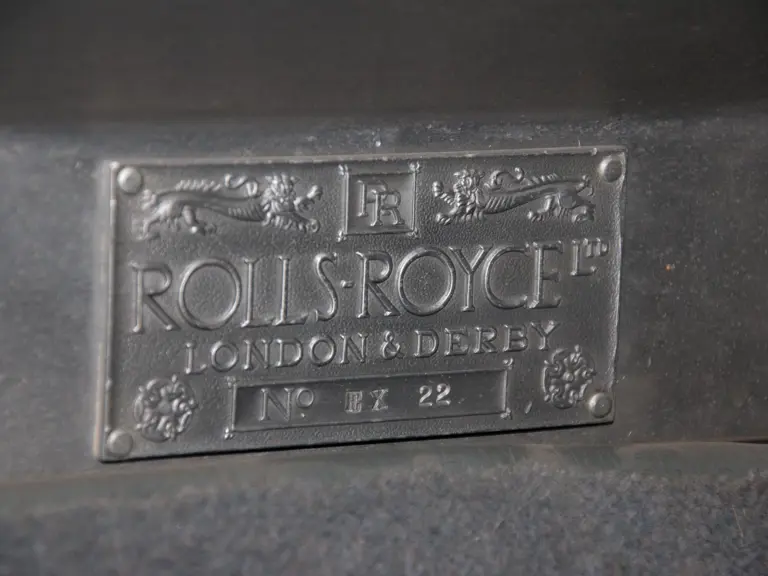 RR
ROLLS-ROYCE LTD
LONDON & DERBY
No EX 22